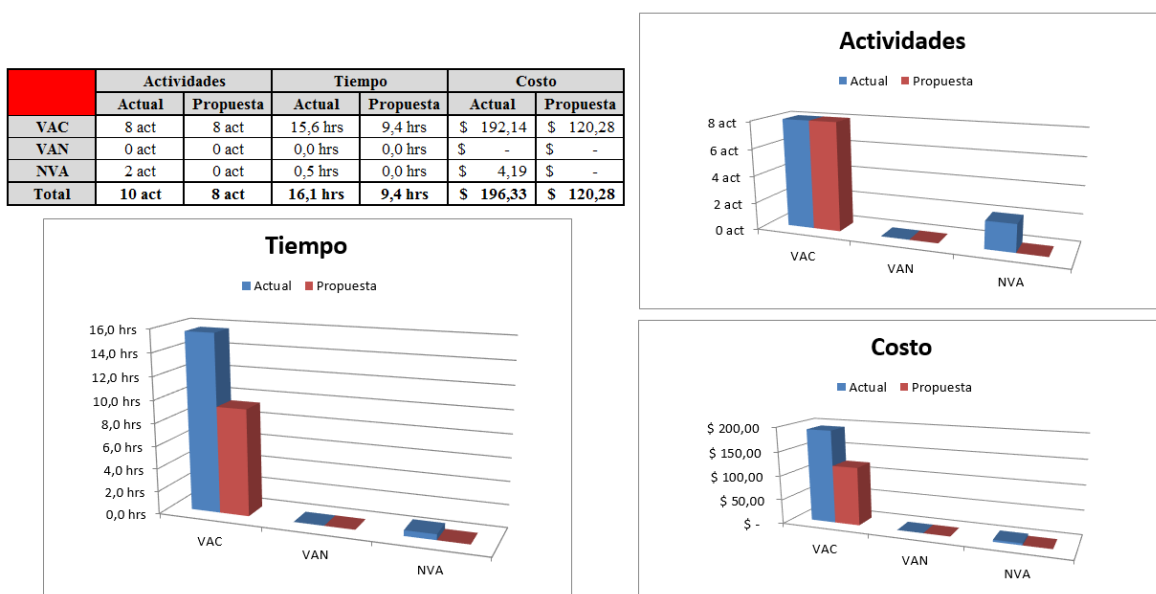 Actividades Tiempo Costo
Actual Propuesta Actual Propuesta Actual Propuesta
VAC 8 act 8 act 15,6 hrs 9,4 hrs $ 192,14 $ 120,28
VAN 0 act 0 act 0,0 hrs 0,0 hrs $ - $ -
NVA 2 act 0 act 0,5 hrs 0,0 hrs $ 4,19 $ -
Total 10 act 8 act 16,1 hrs 9,4 hrs $ 196,33 $ 120,28
Actividades
Actual Propuesta
8 act
6 act
4 act
2 act
0 act
VAC
VAN
NVA
Tiempo
Actual Propuesta
16,0 hrs
14,0 hrs
12,0 hrs
10,0 hrs
8,0 hrs
6,0 hrs
4,0 hrs
2,0 hrs
0,0 hrs
VAC
VAN
NVA
Costo
Actual Propuesta
$ 200,00
$ 150,00
$ 100,00
$ 50,00
$ -
VAC
VAN
NVA